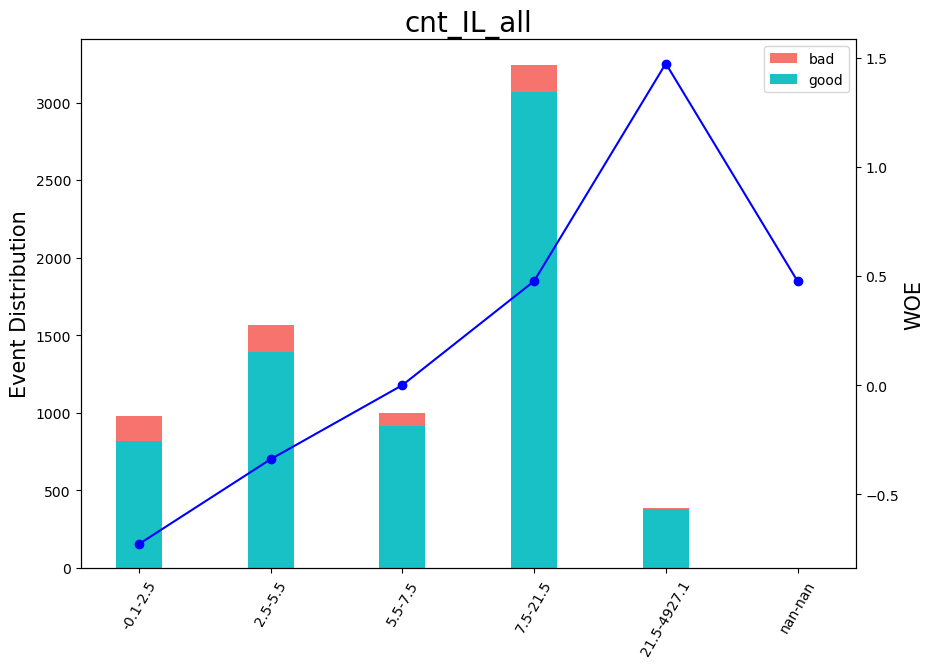 cnt_IL_all
bad
good
Event Distribution
3000
2500
2000
1500
1000
500
0
1.5
1.0
0.5
0.0
−0.5
WOE
-0.1-2.5
2.5-5.5
5.5-7.5
7.5-21.5
21.5-4927.1
nan-nan